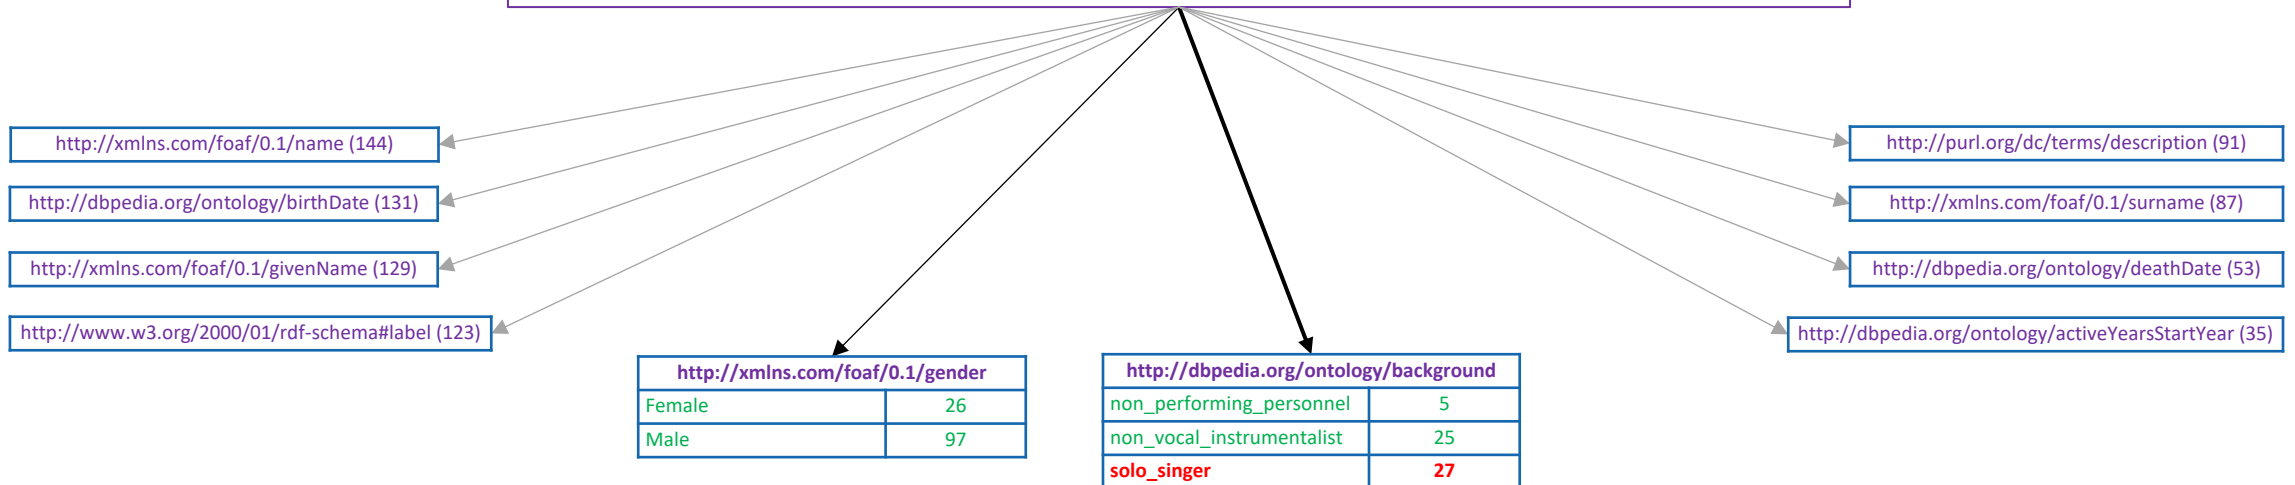 http://xmlns.com/foaf/0.1/name (144)
http://dbpedia.org/ontology/birthDate (131)
http://xmlns.com/foaf/0.1/givenName (129)
http://www.w3.org/2000/01/rdf-schema#label (123)
http://xmlns.com/foaf/0.1/gender
Female 26
Male 97
http://dbpedia.org/ontology/background
non_performing_personnel 5
non_vocal_instrumentalist 25
solo_singer 27
http://purl.org/dc/terms/description (91)
http://xmlns.com/foaf/0.1/surname (87)
http://dbpedia.org/ontology/deathDate (53)
http://dbpedia.org/ontology/activeYearsStartYear (35)